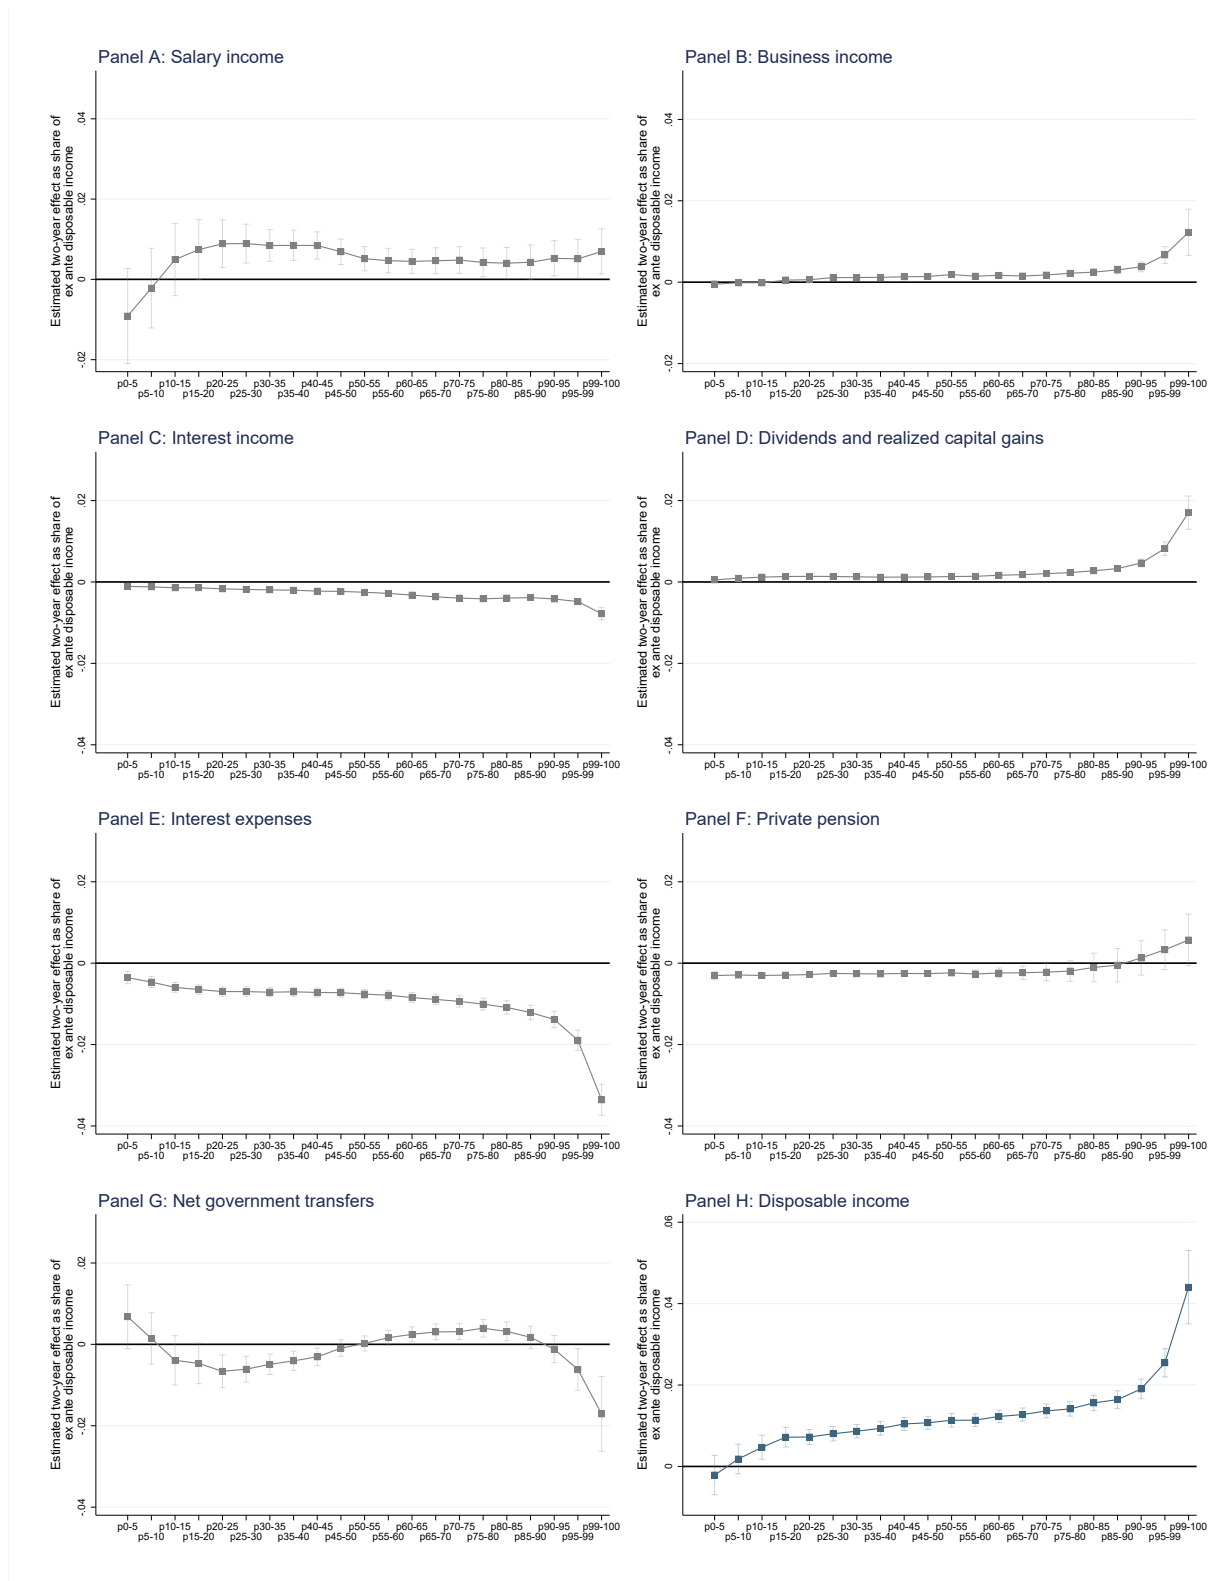 Panel A: Salary income
Estimated two-year effect as share of
ex ante disposable income
.04
.02
0
-.02
p0-5 p10-15 p20-25 p30-35 p40-45 p50-55 p60-65 p70-75 p80-85 p90-95 p99-100
p5-10 p15-20 p25-30 p35-40 p45-50 p55-60 p65-70 p75-80 p85-90 p95-99
Panel B: Business income
Estimated two-year effect as share of
ex ante disposable income
.04
.02
0
-.02
p0-5 p10-15 p20-25 p30-35 p40-45 p50-55 p60-65 p70-75 p80-85 p90-95 p99-100
p5-10 p15-20 p25-30 p35-40 p45-50 p55-60 p65-70 p75-80 p85-90 p95-99
Panel C: Interest income
Estimated two-year effect as share of
ex ante disposable income
.02
0
-.02
-.04
p0-5 p10-15 p20-25 p30-35 p40-45 p50-55 p60-65 p70-75 p80-85 p90-95 p99-100
p5-10 p15-20 p25-30 p35-40 p45-50 p55-60 p65-70 p75-80 p85-90 p95-99
Panel D: Dividends and realized capital gains
Estimated two-year effect as share of
ex ante disposable income
.02
0
-.02
-.04
p0-5 p10-15 p20-25 p30-35 p40-45 p50-55 p60-65 p70-75 p80-85 p90-95 p99-100
p5-10 p15-20 p25-30 p35-40 p45-50 p55-60 p65-70 p75-80 p85-90 p95-99
Panel E: Interest expenses
Estimated two-year effect as share of
ex ante disposable income
.02
0
-.02
-.04
p0-5 p10-15 p20-25 p30-35 p40-45 p50-55 p60-65 p70-75 p80-85 p90-95 p99-100
p5-10 p15-20 p25-30 p35-40 p45-50 p55-60 p65-70 p75-80 p85-90 p95-99
Panel F: Private pension
Estimated two-year effect as share of
ex ante disposable income
.02
0
-.02
-.04
p0-5 p10-15 p20-25 p30-35 p40-45 p50-55 p60-65 p70-75 p80-85 p90-95 p99-100
p5-10 p15-20 p25-30 p35-40 p45-50 p55-60 p65-70 p75-80 p85-90 p95-99
Panel G: Net government transfers
Estimated two-year effect as share of
ex ante disposable income
.02
0
-.02
-.04
p0-5 p10-15 p20-25 p30-35 p40-45 p50-55 p60-65 p70-75 p80-85 p90-95 p99-100
p5-10 p15-20 p25-30 p35-40 p45-50 p55-60 p65-70 p75-80 p85-90 p95-99
Panel H: Disposable income
Estimated two-year effect as share of
ex ante disposable income
.06
.04
.02
0
p0-5 p10-15 p20-25 p30-35 p40-45 p50-55 p60-65 p70-75 p80-85 p90-95 p99-100
p5-10 p15-20 p25-30 p35-40 p45-50 p55-60 p65-70 p75-80 p85-90 p95-99